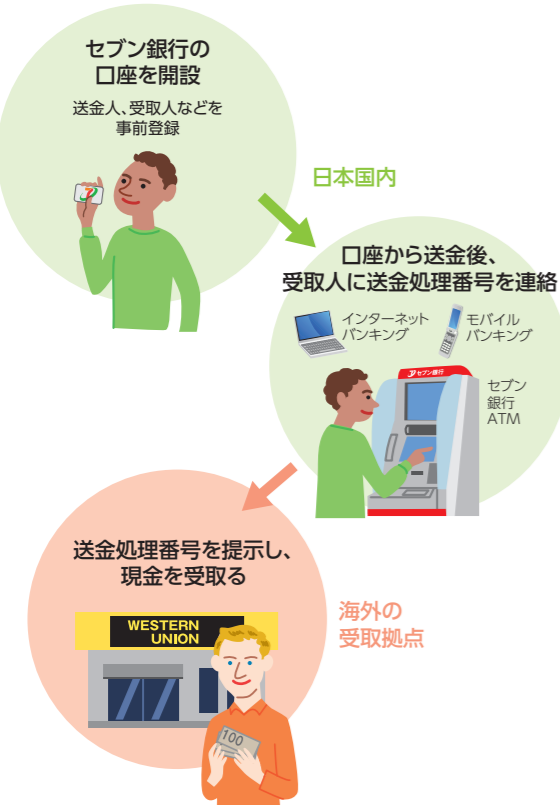 セブン銀行の
口座を開設
送金人、受取人などを
事前登録
日本国内
口座から送金後、
受取人に送金処理番号を連絡
インターネット
バンキング
モバイル
バンキング
セブン銀行
セブン
銀行
ATM
送金処理番号を提示し、
現金を受取る
WESTERN
UNION
100
海外の
受取拠点